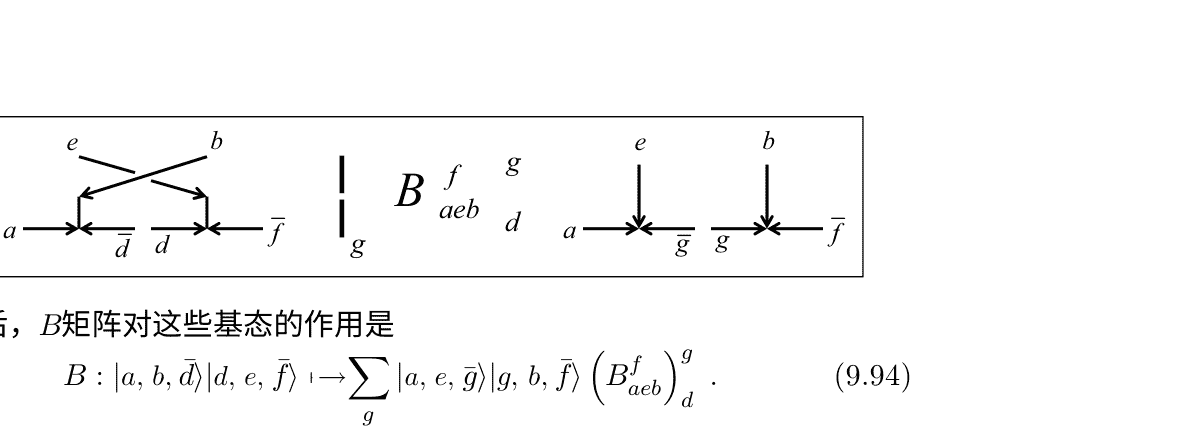 e b e b
B f g
aeb d
a d̄ d f̄ g a ḡ g f̄
,B矩阵对这些基态的作用是
B : |a, b, d̄⟩|d, e, f̄⟩ ↦ ∑_g |a, e, ḡ⟩|g, b, f̄⟩ (B^f_{aeb})^g_d . (9.94)